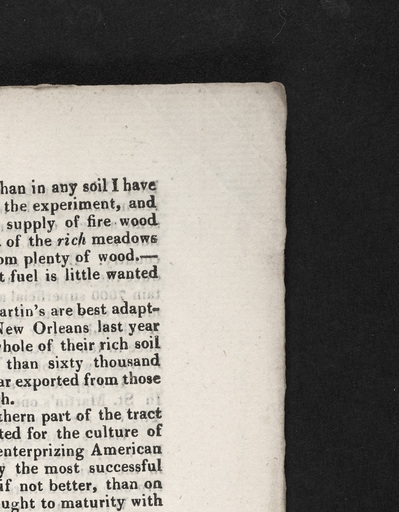 han in any soil I have
the experiment, and
supply of fire wood
of the rich meadows
om plenty of wood.—
t fuel is little wanted
artin's are best adapt-
New Orleans last year
hole of their rich soil
than sixty thousand
ar exported from those
h.
thern part of the tract
ted for the culture of
enterprizing American
y the most successful
if not better, than on
ught to maturity with